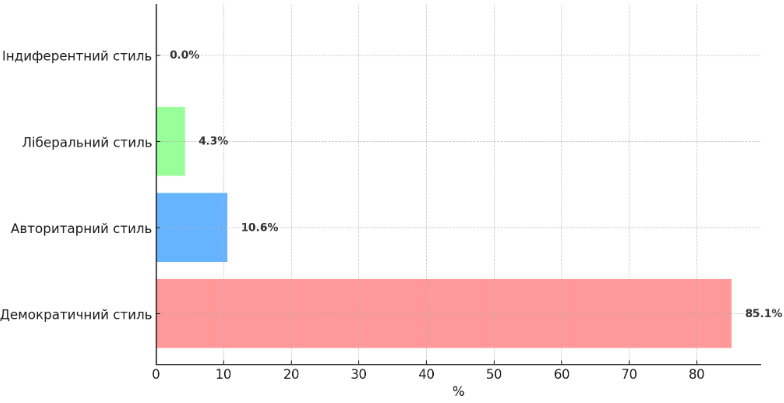 Індиферентний стиль
0.0%
Ліберальний стиль
4.3%
Авторитарний стиль
10.6%
Демократичний стиль
85.1%
0 10 20 30 40 50 60 70 80
%